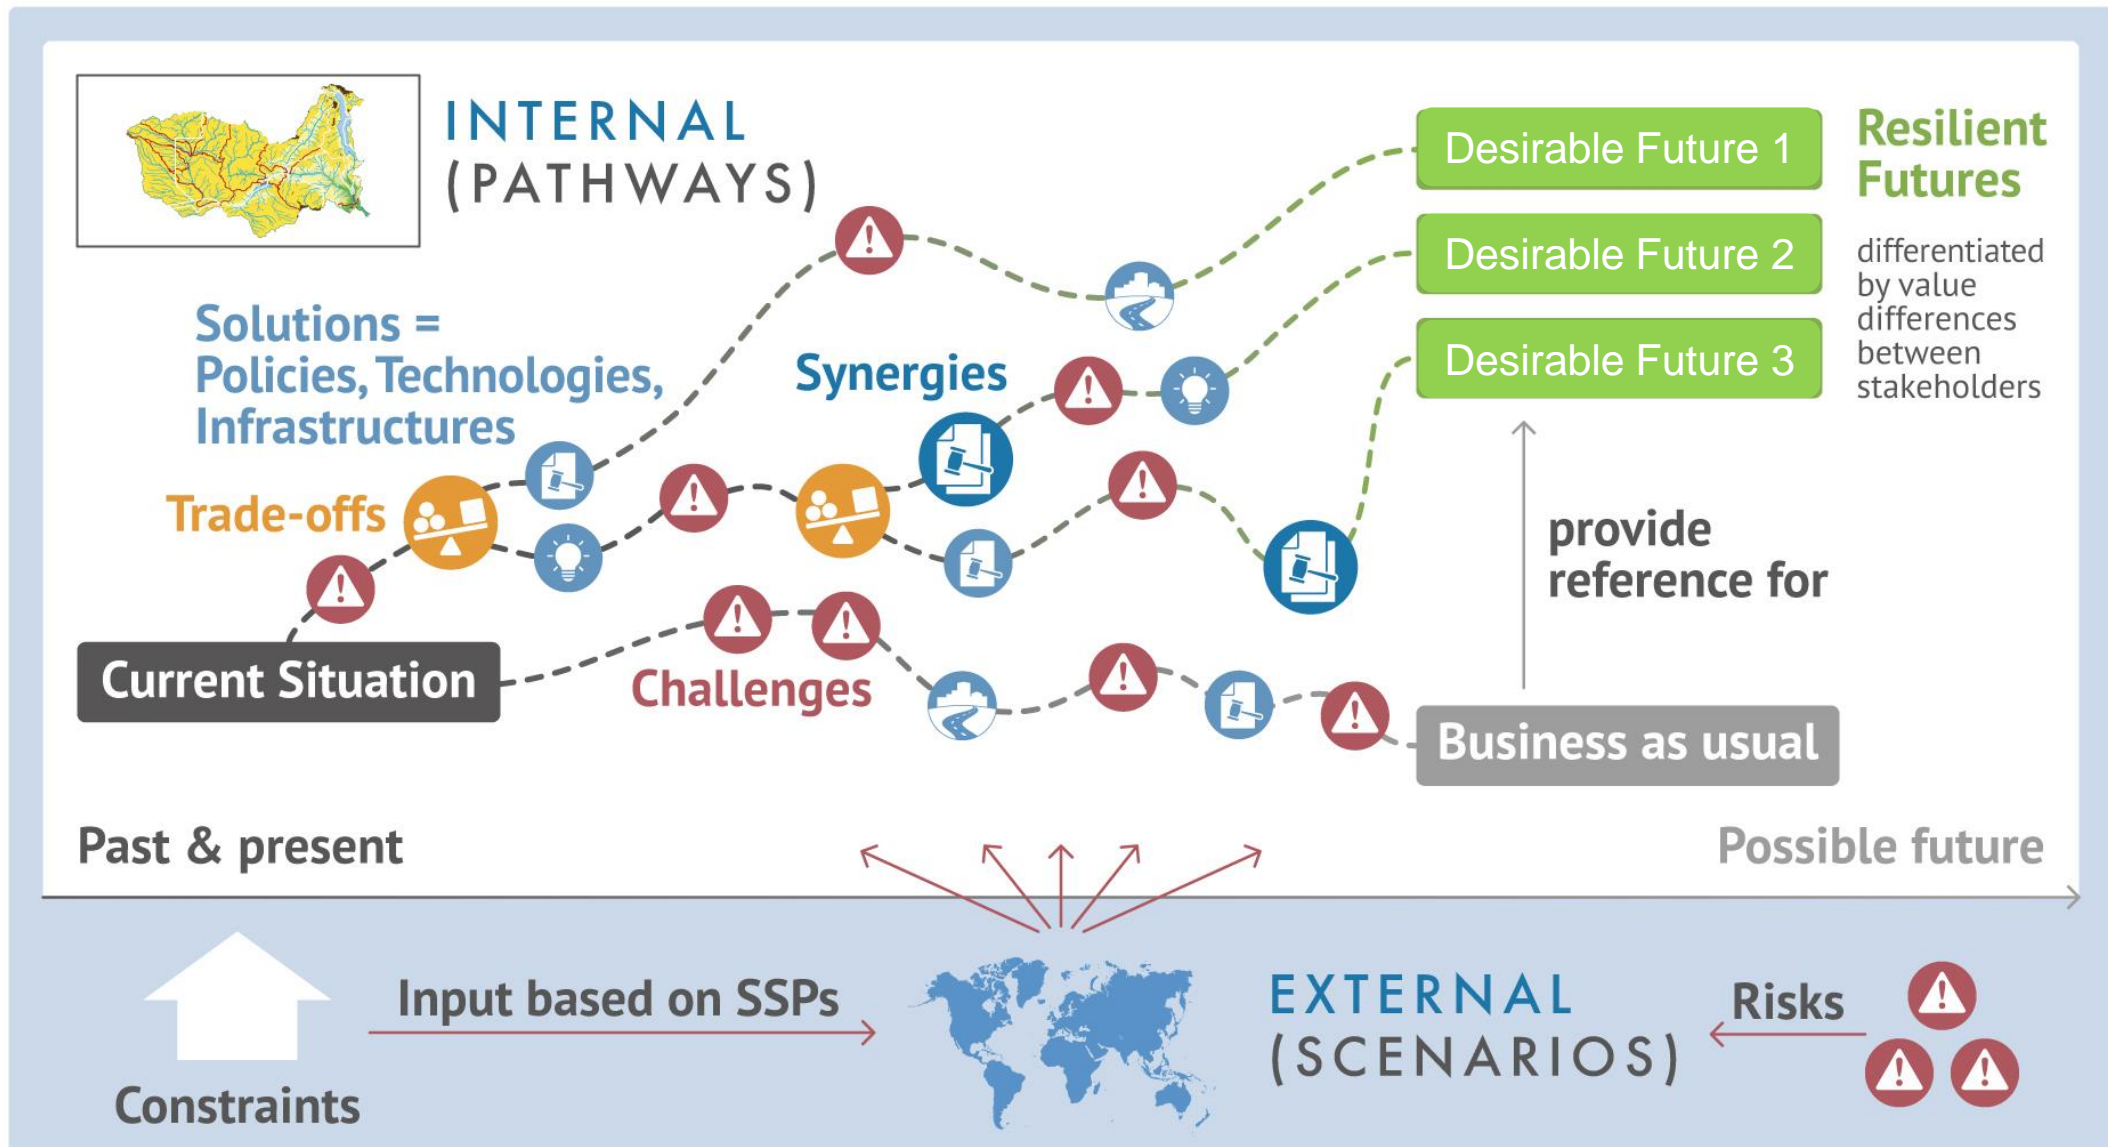 INTERNAL
(PATHWAYS)
Solutions =
Policies, Technologies,
Infrastructures
Trade-offs
Synergies
Challenges
Current Situation
Desirable Future 1
Desirable Future 2
Desirable Future 3
Resilient
Futures
differentiated
by value
differences
between
stakeholders
provide
reference for
Business as usual
Past & present
Possible future
Constraints
Input based on SSPs
EXTERNAL
(SCENARIOS)
Risks